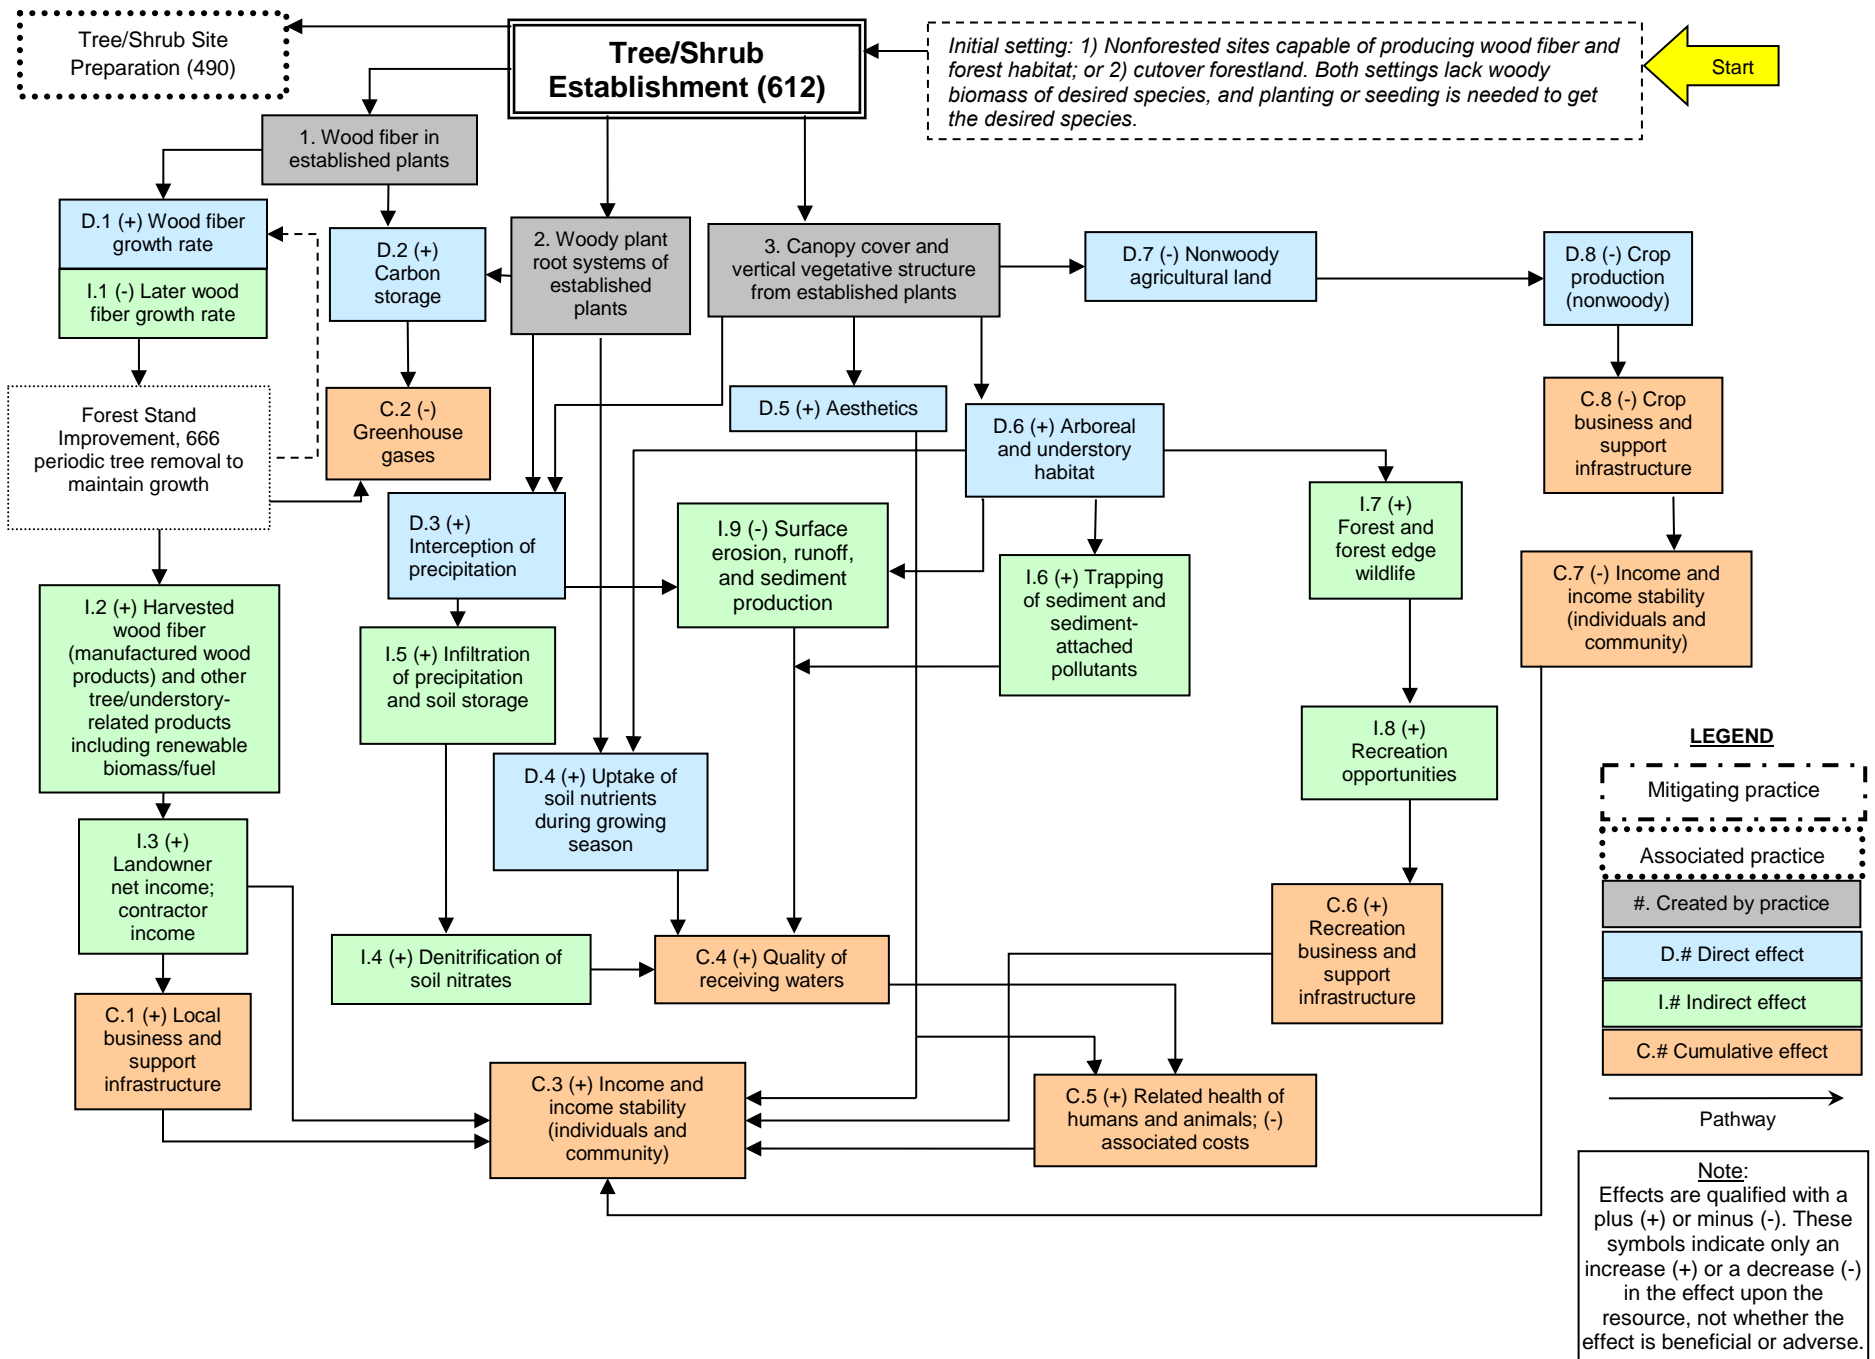 Tree/Shrub Site
Preparation (490)
Tree/Shrub
Establishment (612)
Initial setting: 1) Nonforested sites capable of producing wood fiber and
forest habitat; or 2) cutover forestland. Both settings lack woody
biomass of desired species, and planting or seeding is needed to get
the desired species.
Start
1. Wood fiber in
established plants
D.1 (+) Wood fiber
growth rate
I.1 (-) Later wood
fiber growth rate
D.2 (+)
Carbon
storage
2. Woody plant
root systems of
established
plants
3. Canopy cover and
vertical vegetative structure
from established plants
D.7 (-) Nonwoody
agricultural land
D.8 (-) Crop
production
(nonwoody)
Forest Stand
Improvement, 666
periodic tree removal to
maintain growth
C.2 (-)
Greenhouse
gases
D.5 (+) Aesthetics
D.6 (+) Arboreal
and understory
habitat
C.8 (-) Crop
business and
support
infrastructure
D.3 (+)
Interception of
precipitation
I.9 (-) Surface
erosion, runoff,
and sediment
production
I.6 (+) Trapping
of sediment and
sediment-
attached
pollutants
I.7 (+)
Forest and
forest edge
wildlife
C.7 (-) Income and
income stability
(individuals and
community)
I.2 (+) Harvested
wood fiber
(manufactured wood
products) and other
tree/understory-
related products
including renewable
biomass/fuel
I.5 (+) Infiltration
of precipitation
and soil storage
D.4 (+) Uptake of
soil nutrients
during growing
season
I.8 (+)
Recreation
opportunities
I.3 (+)
Landowner
net income;
contractor
income
I.4 (+) Denitrification of
soil nitrates
C.4 (+) Quality of
receiving waters
C.6 (+)
Recreation
business and
support
infrastructure
C.1 (+) Local
business and
support
infrastructure
C.3 (+) Income and
income stability
(individuals and
community)
C.5 (+) Related health of
humans and animals; (-)
associated costs
LEGEND
Mitigating practice
Associated practice
#. Created by practice
D.# Direct effect
I.# Indirect effect
C.# Cumulative effect
Pathway
Note:
Effects are qualified with a
plus (+) or minus (-). These
symbols indicate only an
increase (+) or a decrease (-)
in the effect upon the
resource, not whether the
effect is beneficial or adverse.